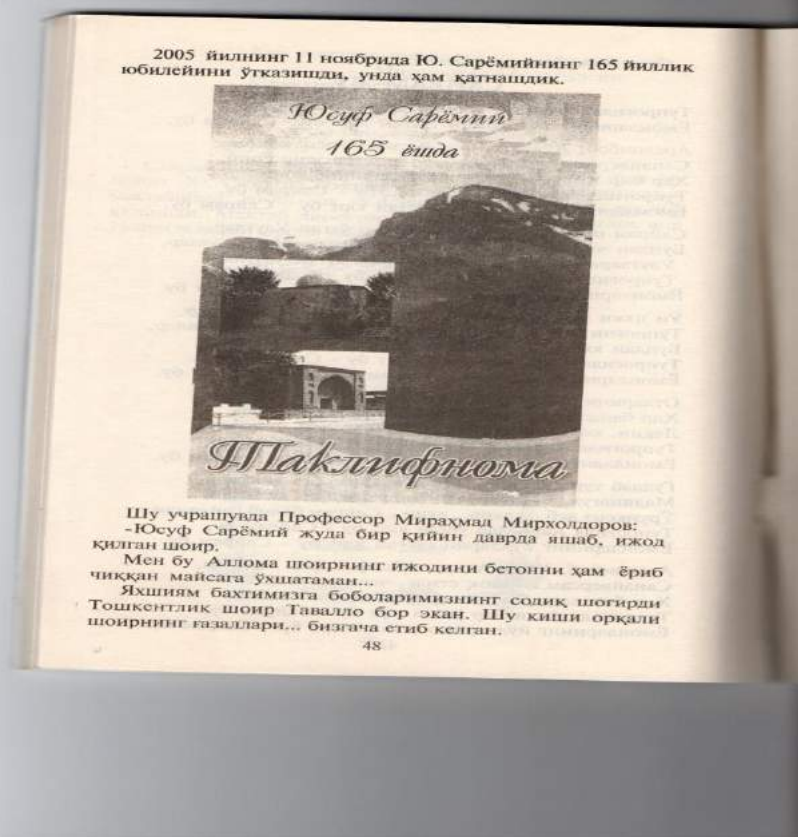 2005 йилнинг 11 ноябрида Ю. Сарёмийнинг 165 йиллик
юбилейини ўтказишди, унда ҳам қатнашдик.
Юсуф Сарёмий
165 ёшда
Таклифнома
Шу учрашувда Профессор Мираҳмад Мирхолдоров:
-Юсуф Сарёмий жуда бир қийин даврда яшаб, ижод
қилган шоир.
Мен бу Аллома шоирнинг ижодини бетонни ҳам ёриб
чиққан майсага ўхшатаман...
Яхшиям бахтимизга боболаримизнинг содиқ шогирди
Тошкентлик шоир Тавалло бор экан. Шу киши орқали
шоирнинг ғазаллари... бизгача етиб келган.
48